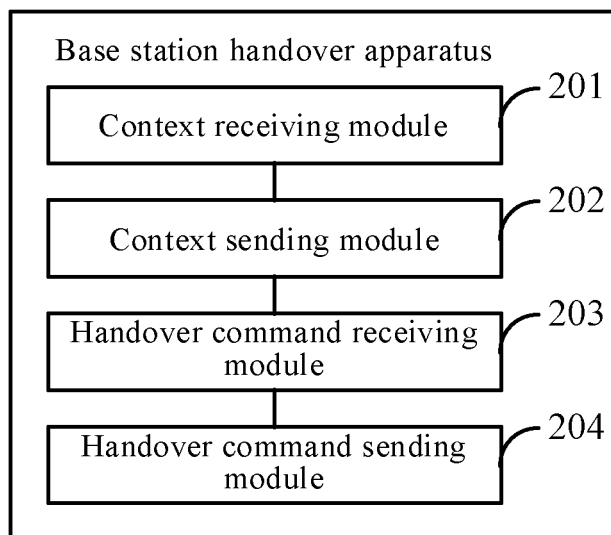 Base station handover apparatus
201
Context receiving module
202
Context sending module
203
Handover command receiving
module
204
Handover command sending
module